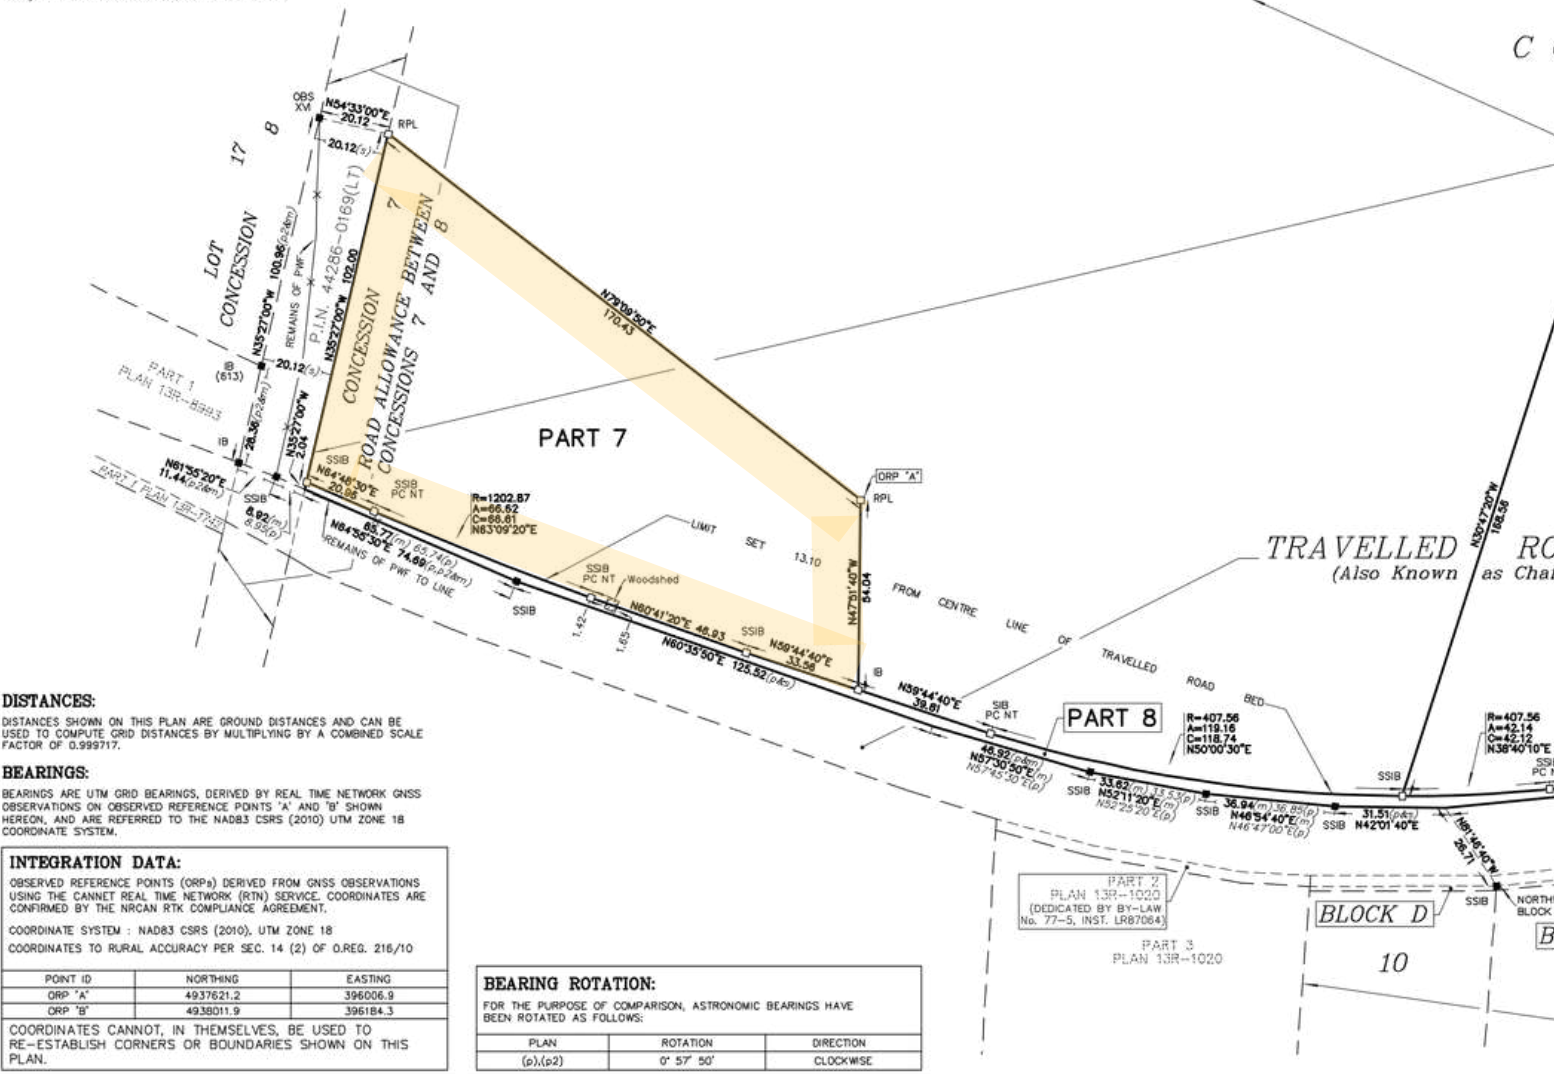 C
OBS
XVI
N54°33'00"E
20.12
RPL
20.12(s)
8
17
7
LOT
CONCESSION
N35°27'00"W 100.96(p2&m)
REMAINS OF PWF
P.I.N. 44286-0169(LT)
N35°27'00"W 102.00
CONCESSION
ROAD ALLOWANCE BETWEEN
CONCESSIONS 7 AND 8
N79°09'50"E
170.43
IB
(613)
20.12(s)
PART 1
PLAN 13R-8993
28.36(p2&m)
N35°27'00"W
2.04
IB
N61°55'20"E
11.44(p2&m)
PART 1 PLAN 13R-1742
SSIB
8.92(m)
8.95(p)
SSIB
N64°48'30"E
20.96
SSIB
PC NT
PART 7
R=1202.87
A=66.62
C=66.61
N63°09'20"E
65.77(m) 65.74(p)
N64°55'30"E 74.69(p,p2&m)
REMAINS OF PWF TO LINE
SSIB
LIMIT SET 13.10 FROM CENTRE LINE OF TRAVELLED ROAD BED
ORP "A"
RPL
N47°51'40"W
54.04
SSIB
PC NT
Woodshed
1.42
1.65
N60°41'20"E 46.93
SSIB
N60°35'50"E 125.52(p&s)
N59°44'40"E
33.56
IB
N59°44'40"E
39.81
SIB
PC NT
TRAVELLED RO
(Also Known as Cha
N30°47'20"W
168.56
PART 8
R=407.56
A=119.16
C=118.74
N50°00'30"E
R=407.56
A=42.14
C=42.12
N38°40'10"E
46.92(p&m)
N57°30'50"E(m)
N57°45'30"E(p)
SSIB
33.62(m) 33.53(p)
N52°11'20"E(m)
N52°25'20"E(p)
SSIB
36.94(m) 36.85(p)
N46°54'40"E(m)
N46°47'00"E(p)
SSIB
SSIB
31.51(p&s)
N42°01'40"E
N81°46'40"W
26.71
SSIB
PART 2
PLAN 13R-1020
(DEDICATED BY BY-LAW
No. 77-5, INST. LR87064)
PART 3
PLAN 13R-1020
BLOCK D
NORTH
BLOCK
B
10
DISTANCES:
DISTANCES SHOWN ON THIS PLAN ARE GROUND DISTANCES AND CAN BE
USED TO COMPUTE GRID DISTANCES BY MULTIPLYING BY A COMBINED SCALE
FACTOR OF 0.999717.
BEARINGS:
BEARINGS ARE UTM GRID BEARINGS, DERIVED BY REAL TIME NETWORK GNSS
OBSERVATIONS ON OBSERVED REFERENCE POINTS "A" AND "B" SHOWN
HEREON, AND ARE REFERRED TO THE NAD83 CSRS (2010) UTM ZONE 18
COORDINATE SYSTEM.
INTEGRATION DATA:
OBSERVED REFERENCE POINTS (ORPs) DERIVED FROM GNSS OBSERVATIONS
USING THE CANNET REAL TIME NETWORK (RTN) SERVICE. COORDINATES ARE
CONFIRMED BY THE NRCAN RTK COMPLIANCE AGREEMENT.
COORDINATE SYSTEM : NAD83 CSRS (2010), UTM ZONE 18
COORDINATES TO RURAL ACCURACY PER SEC. 14 (2) OF O.REG. 216/10
POINT ID NORTHING EASTING
ORP "A" 4937621.2 396006.9
ORP "B" 4938011.9 396184.3
COORDINATES CANNOT, IN THEMSELVES, BE USED TO
RE-ESTABLISH CORNERS OR BOUNDARIES SHOWN ON THIS
PLAN.
BEARING ROTATION:
FOR THE PURPOSE OF COMPARISON, ASTRONOMIC BEARINGS HAVE
BEEN ROTATED AS FOLLOWS:
PLAN ROTATION DIRECTION
(p),(p2) 0° 57' 50" CLOCKWISE